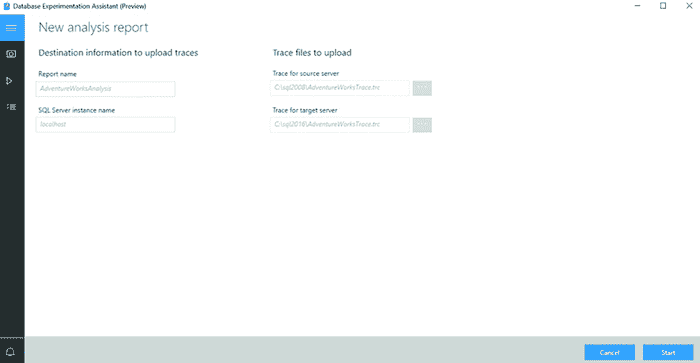 Database Experimentation Assistant (Preview)
New analysis report
Destination information to upload traces
Report name
AdventureWorksAnalysis
SQL Server instance name
localhost
Trace files to upload
Trace for source server
C:\sql2008\AdventureWorksTrace.trc
Trace for target server
C:\sql2016\AdventureWorksTrace.trc
Cancel
Start